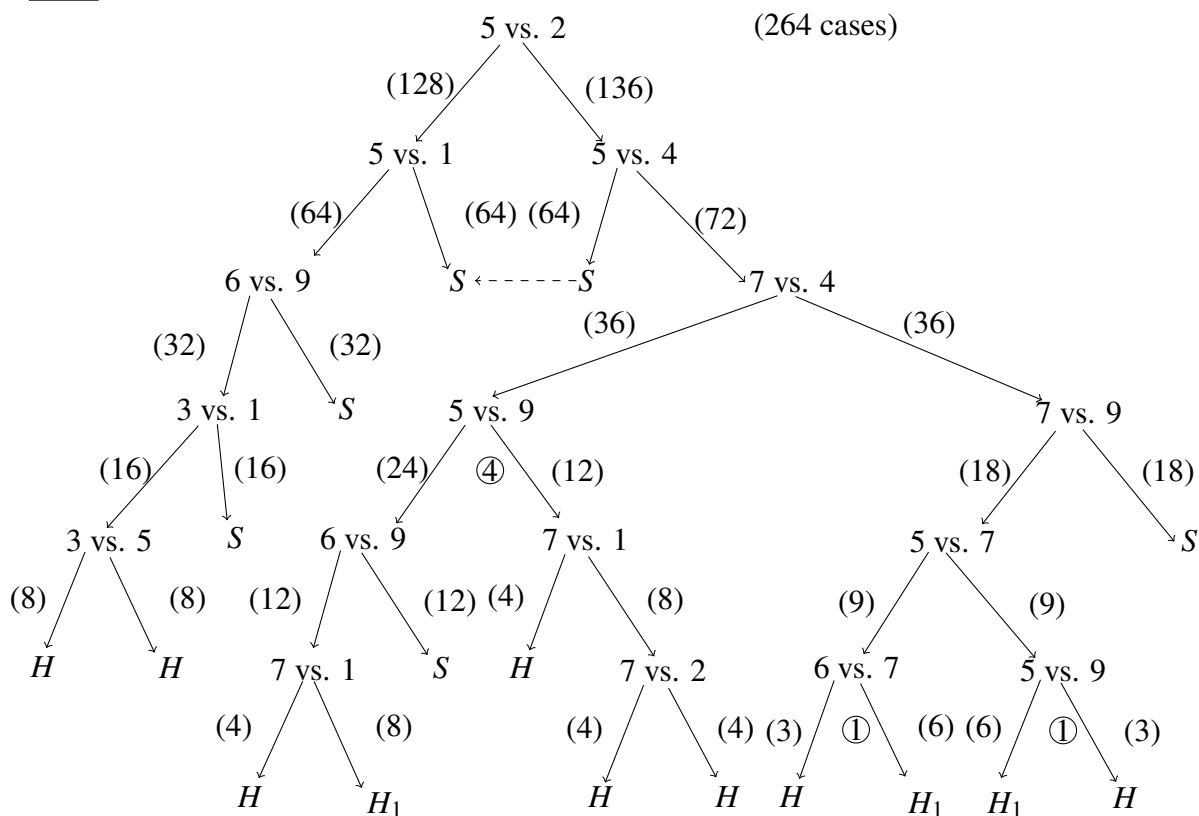 5 vs. 2 (264 cases)
(128) (136)
5 vs. 1 5 vs. 4
(64) (64) (64) (72)
6 vs. 9 S S 7 vs. 4
(32) (32) (36) (36)
3 vs. 1 S 5 vs. 9 7 vs. 9
(16) (16) (24) ④ (12) (18) (18)
3 vs. 5 S 6 vs. 9 7 vs. 1 5 vs. 7 S
(8) (8) (12) (12) (4) (8) (9) (9)
H H 7 vs. 1 S H 7 vs. 2 6 vs. 7 5 vs. 9
(4) (8) (4) (4) (3) ① (6) (6) ① (3)
H H₁ H H H H₁ H₁ H